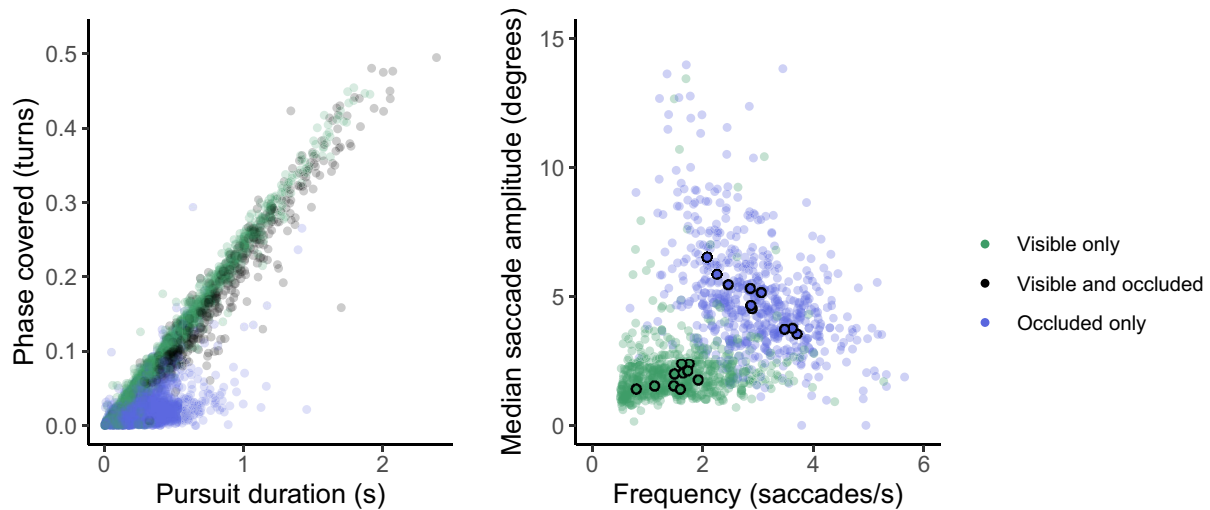 Phase covered (turns)
0.5
0.4
0.3
0.2
0.1
0.0
0
1
2
Pursuit duration (s)
Median saccade amplitude (degrees)
15
10
5
0
0
2
4
6
Frequency (saccades/s)
Visible only
Visible and occluded
Occluded only